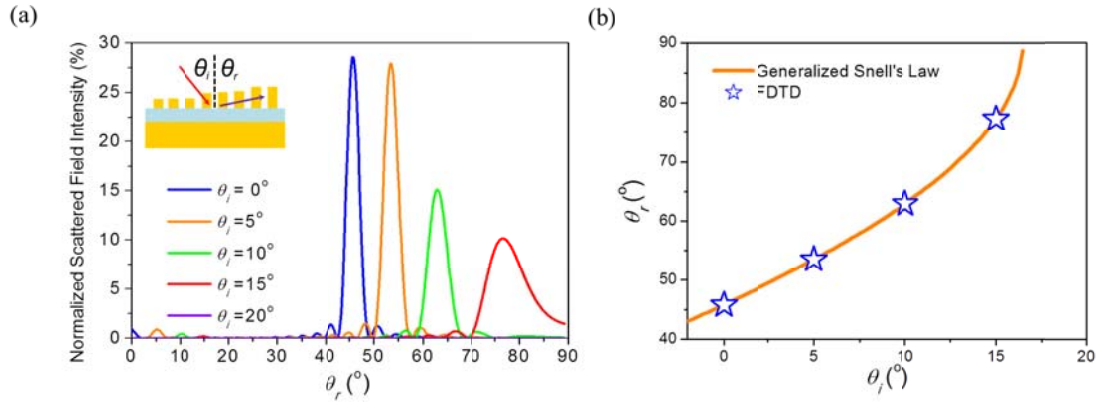 (a)
Normalized Scattered Field Intensity (%)
30
25
20
15
10
5
0
θi θr
θi = 0°
θi =5°
θi =10°
θi =15°
θi =20°
0 10 20 30 40 50 60 70 80 90
θr (°)
(b)
θr(°)
90
80
70
60
50
40
Generalized Snell's Law
FDTD
0 5 10 15 20
θi (°)